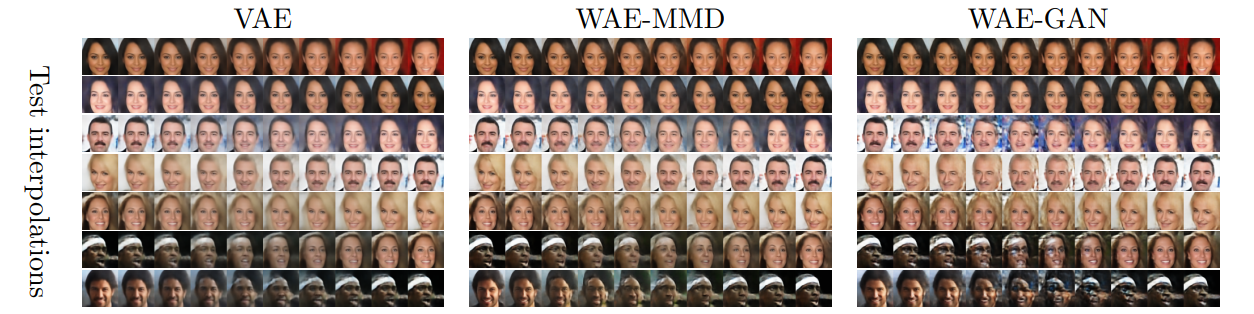 VAE
WAE-MMD
WAE-GAN
Test interpolations